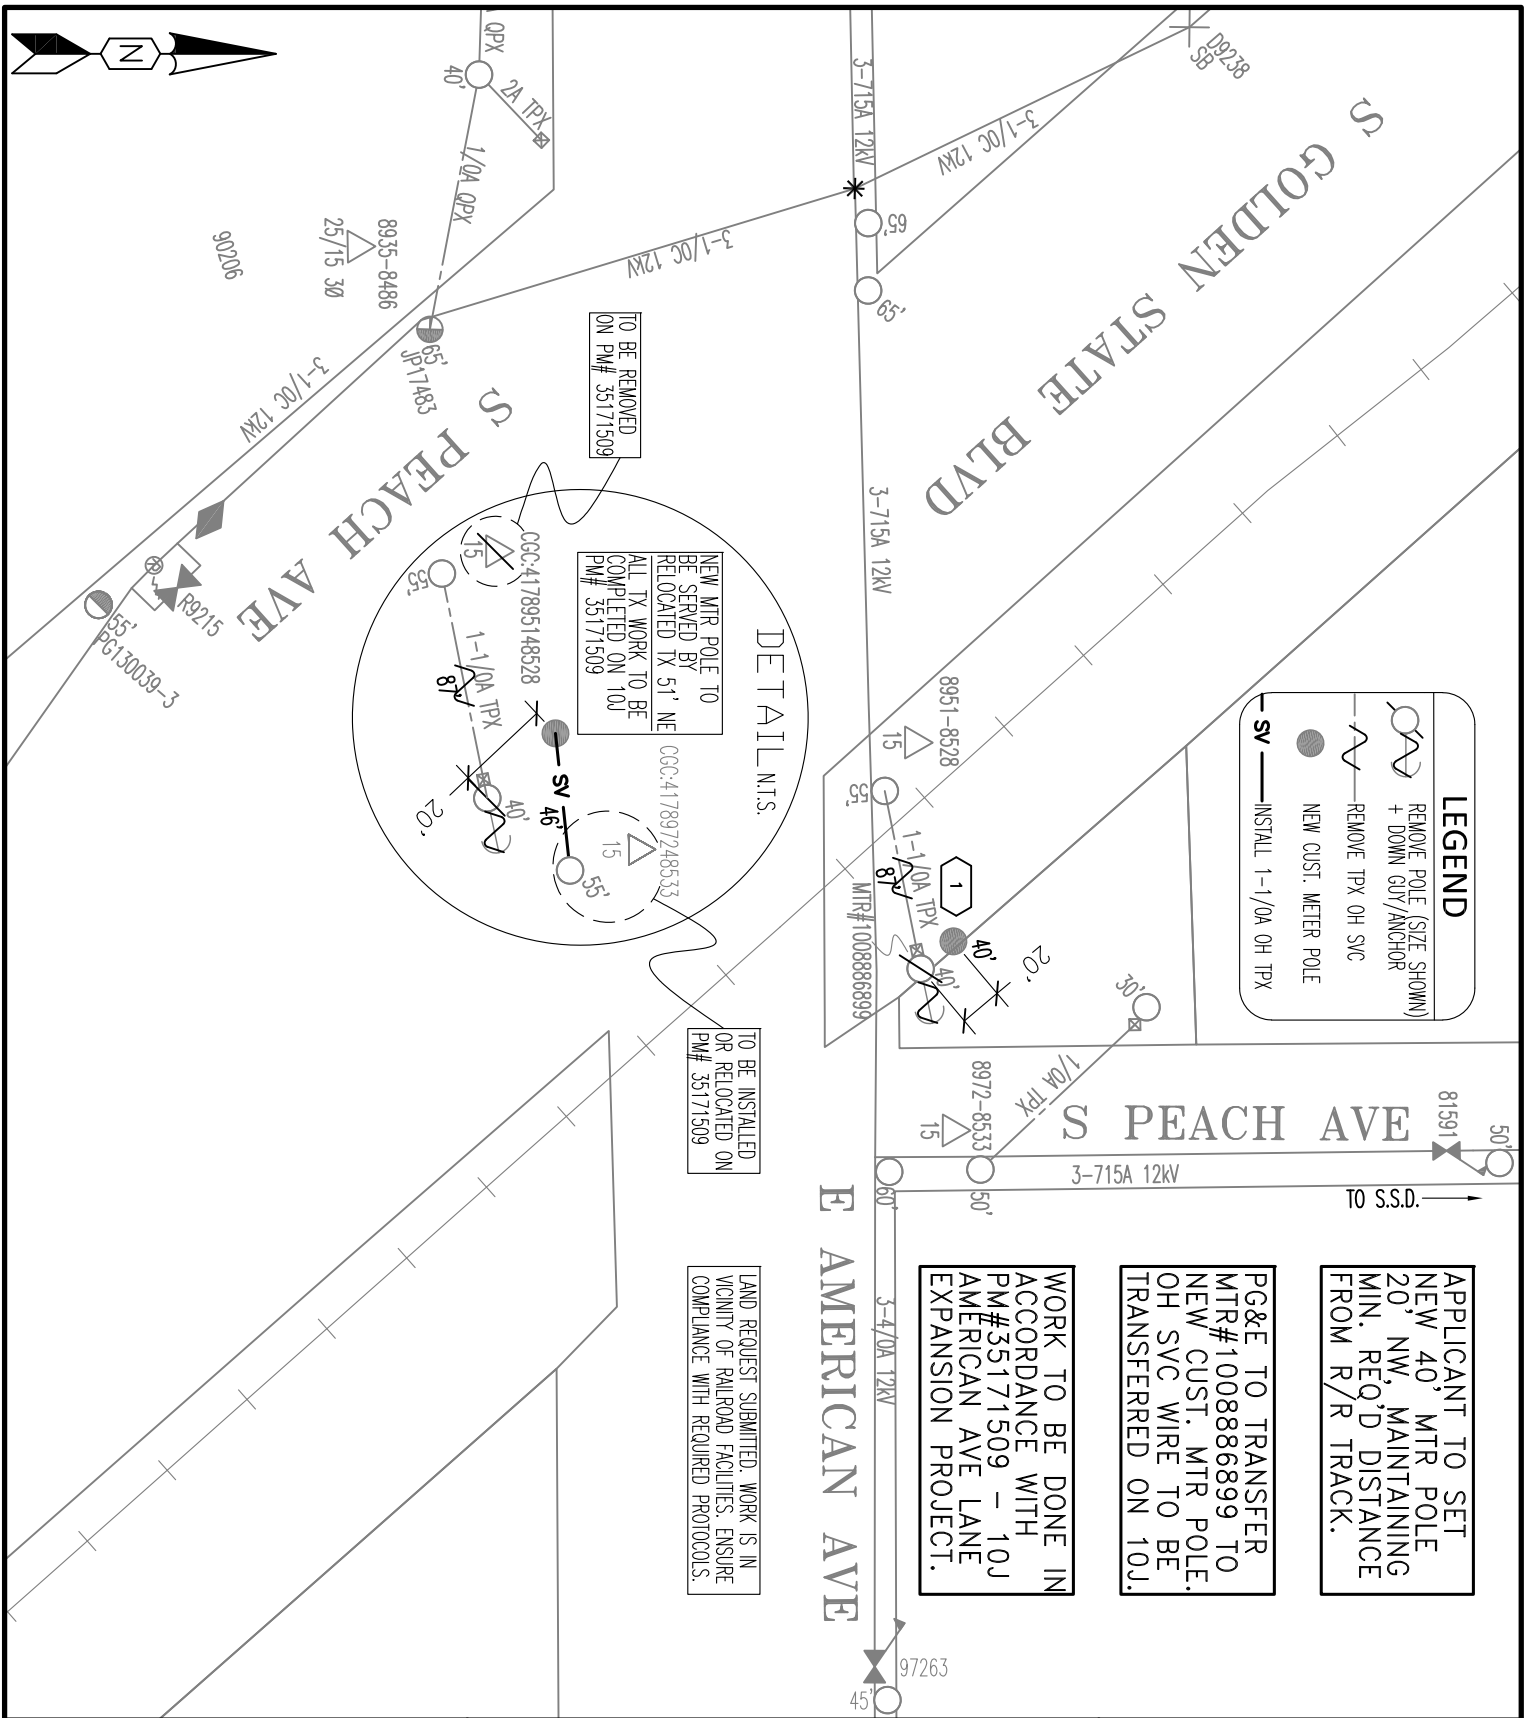 LEGEND
REMOVE POLE (SIZE SHOWN)
+ DOWN GUY/ANCHOR
REMOVE TPX OH SVC
NEW CUST. METER POLE
SV
INSTALL 1-1/0A OH TPX
APPLICANT TO SET
NEW 40' MTR POLE
20' NW, MAINTAINING
MIN. REQ'D DISTANCE
FROM R/R TRACK.
PG&E TO TRANSFER
MTR#1008886899 TO
NEW CUST. MTR POLE.
OH SVC WIRE TO BE
TRANSFERRED ON 10J.
WORK TO BE DONE IN
ACCORDANCE WITH
PM#35171509 - 10J
AMERICAN AVE LANE
EXPANSION PROJECT.
LAND REQUEST SUBMITTED. WORK IS IN
VICINITY OF RAILROAD FACILITIES. ENSURE
COMPLIANCE WITH REQUIRED PROTOCOLS.
D9238
SB
S GOLDEN STATE BLVD
3-1/0C 12KV
3-715A 12kV
65'
65'
3-715A 12kV
3-1/0C 12KV
8951-8528
15
55'
1-1/0A TPX
87'
MTR#1008886899
1
40'
40'
20'
30'
1/0A TPX
8972-8533
15
50'
60'
S PEACH AVE
81591
50'
3-715A 12kV
TO S.S.D.
E AMERICAN AVE
3-4/0A 12kV
97263
45'
DETAIL N.T.S.
NEW MTR POLE TO
BE SERVED BY
RELOCATED TX 51' NE
ALL TX WORK TO BE
COMPLETED ON 10J
PM# 35171509
TO BE REMOVED
ON PM# 35171509
CGC:417895148528
15
55'
1-1/0A TPX
87'
20'
40'
SV
46'
CGC:417897248533
15
55'
TO BE INSTALLED
OR RELOCATED ON
PM# 35171509
QPX
40'
2A TPX
1/0A QPX
8935-8486
25/15 3Ø
90206
65'
JP17483
3-1/0C 12KV
S PEACH AVE
R
R9215
55'
PG130039-3
N